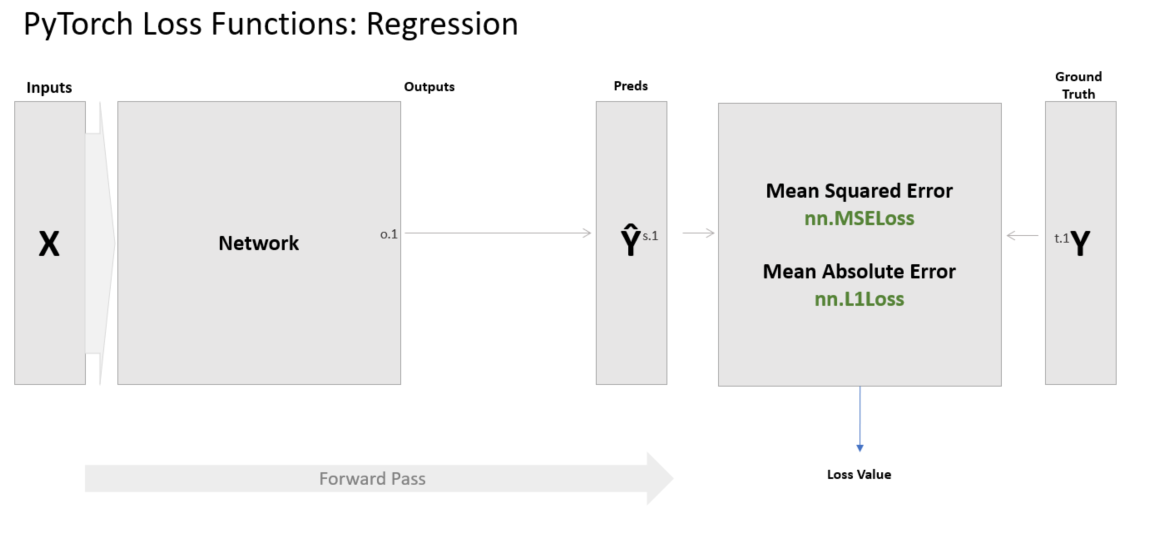 PyTorch Loss Functions: Regression
Inputs
Outputs
Preds
Ground
Truth
X
Network
o.1
Ŷ s.1
Mean Squared Error
nn.MSELoss
Mean Absolute Error
nn.L1Loss
t.1 Y
Forward Pass
Loss Value